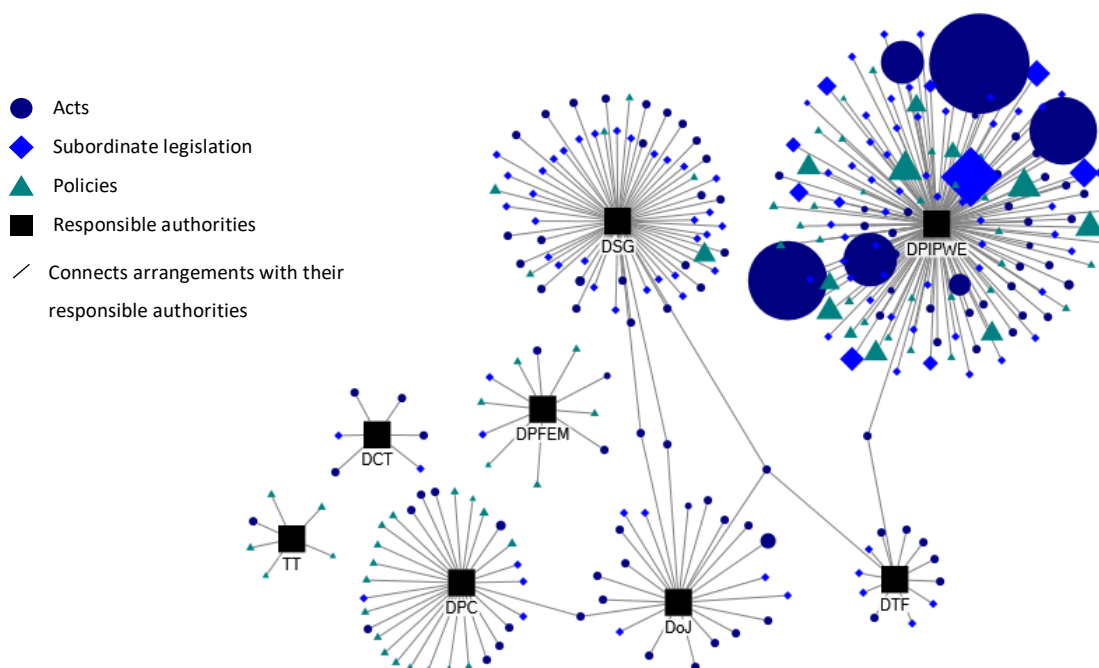 Acts
Subordinate legislation
Policies
Responsible authorities
Connects arrangements with their
responsible authorities
DSG
DPIPWE
DPFEM
DCT
TT
DPC
DoJ
DTF